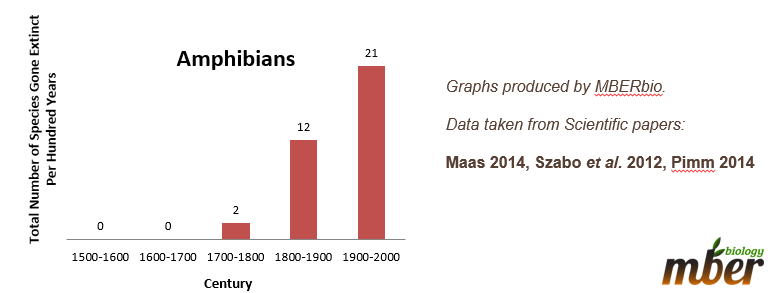 Amphibians
Total Number of Species Gone Extinct
Per Hundred Years
0
0
2
12
21
1500-1600
1600-1700
1700-1800
1800-1900
1900-2000
Century
Graphs produced by MBERbio.
Data taken from Scientific papers:
Maas 2014, Szabo et al. 2012, Pimm 2014
biology
mber